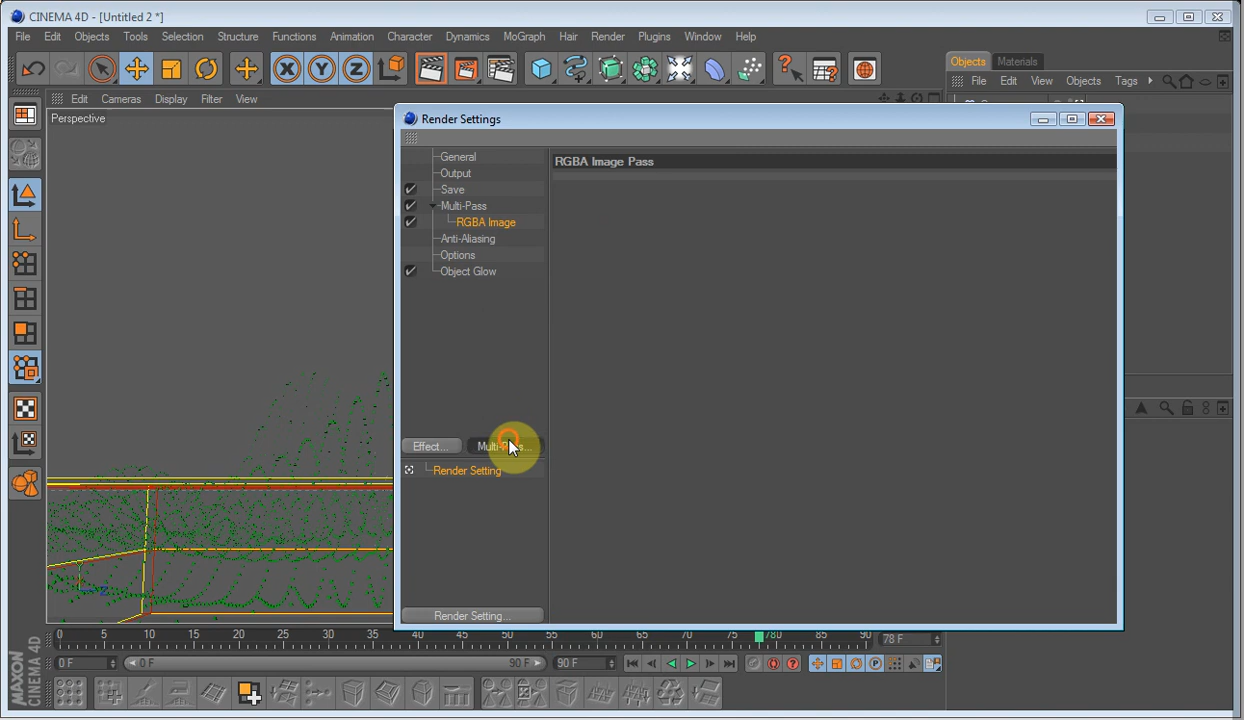 CINEMA 4D - [Untitled 2 *]
File Edit Objects Tools Selection Structure Functions Animation Character Dynamics MoGraph Hair Render Plugins Window Help
Objects Materials
File Edit View Objects Tags
Edit Cameras Display Filter View
Perspective
Render Settings
General
Output
Save
Multi-Pass
RGBA Image
Anti-Aliasing
Options
Object Glow
RGBA Image Pass
Effect... Multi-Pass...
Render Setting
Render Setting...
0 5 10 15 20 25 30 35 40 45 50 55 60 65 70 75 780 85 90 78 F
0 F 0 F 90 F 90 F
MAXON
CINEMA 4D